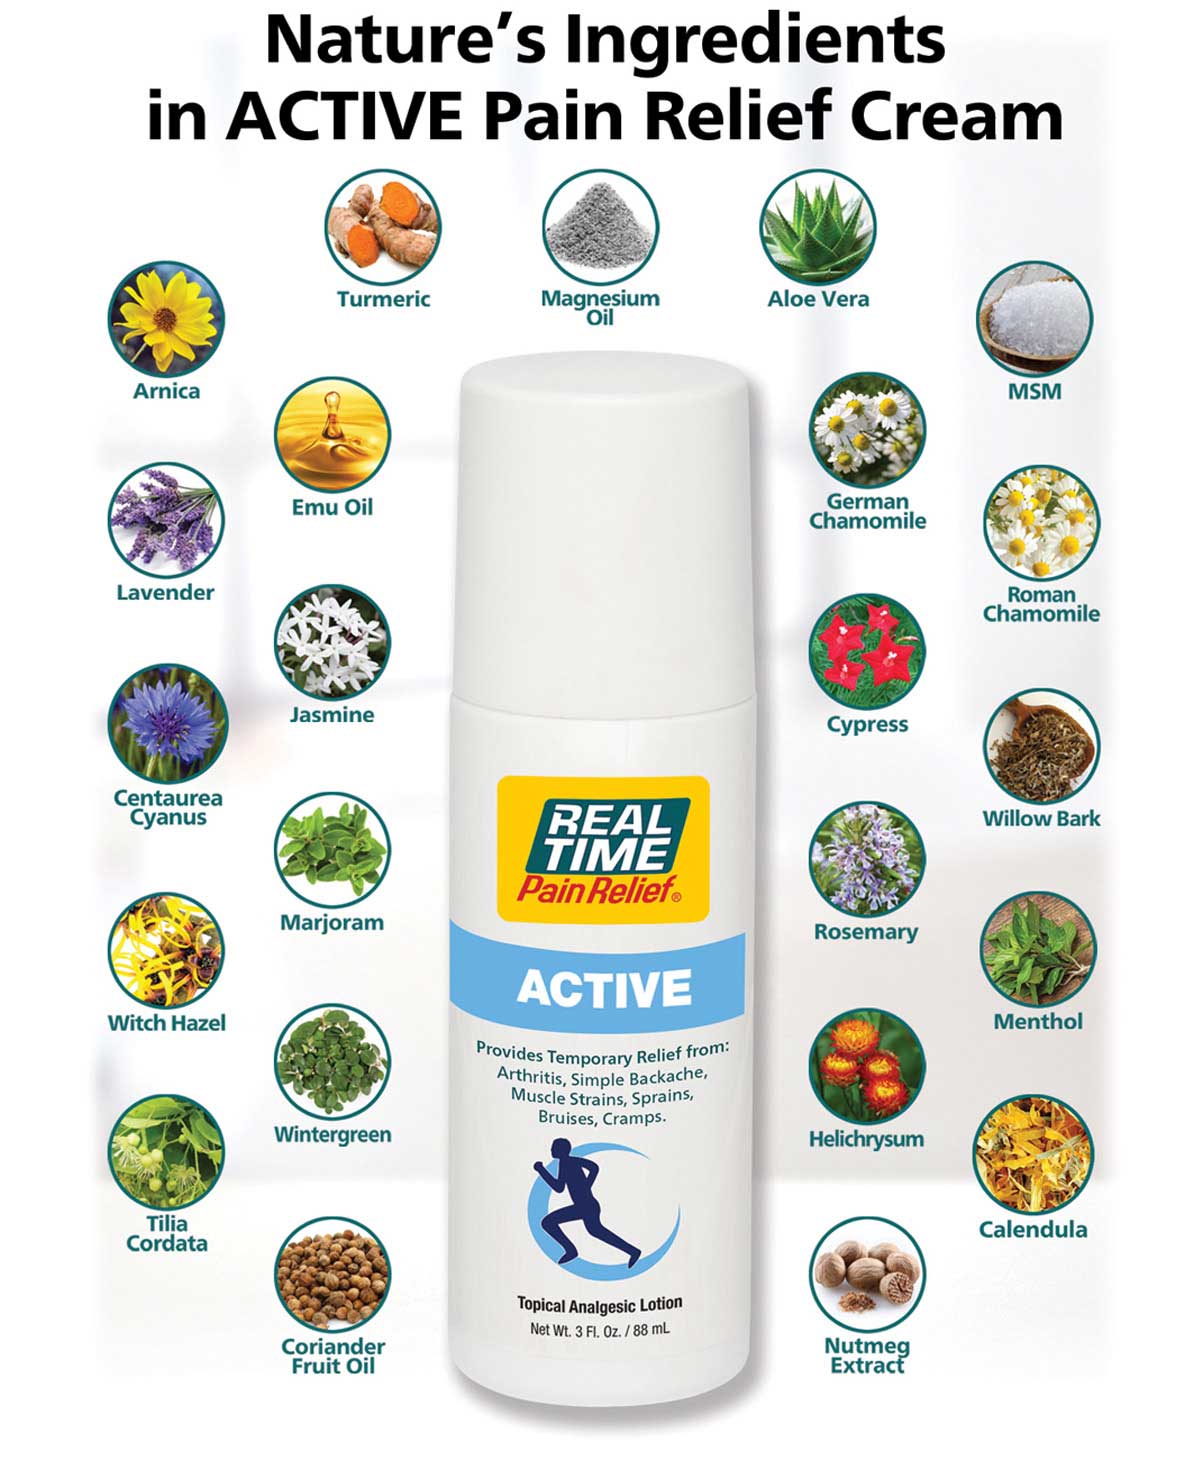 Nature's Ingredients
in ACTIVE Pain Relief Cream
Turmeric
Magnesium
Oil
Aloe Vera
Arnica
MSM
Emu Oil
German
Chamomile
Lavender
Roman
Chamomile
Jasmine
Cypress
Centaurea
Cyanus
Willow Bark
Marjoram
Rosemary
Witch Hazel
Menthol
Wintergreen
Helichrysum
Tilia
Cordata
Calendula
Coriander
Fruit Oil
Nutmeg
Extract
REAL
TIME
Pain Relief®
ACTIVE
Provides Temporary Relief from:
Arthritis, Simple Backache,
Muscle Strains, Sprains,
Bruises, Cramps.
Topical Analgesic Lotion
Net Wt. 3 Fl. Oz. / 88 mL